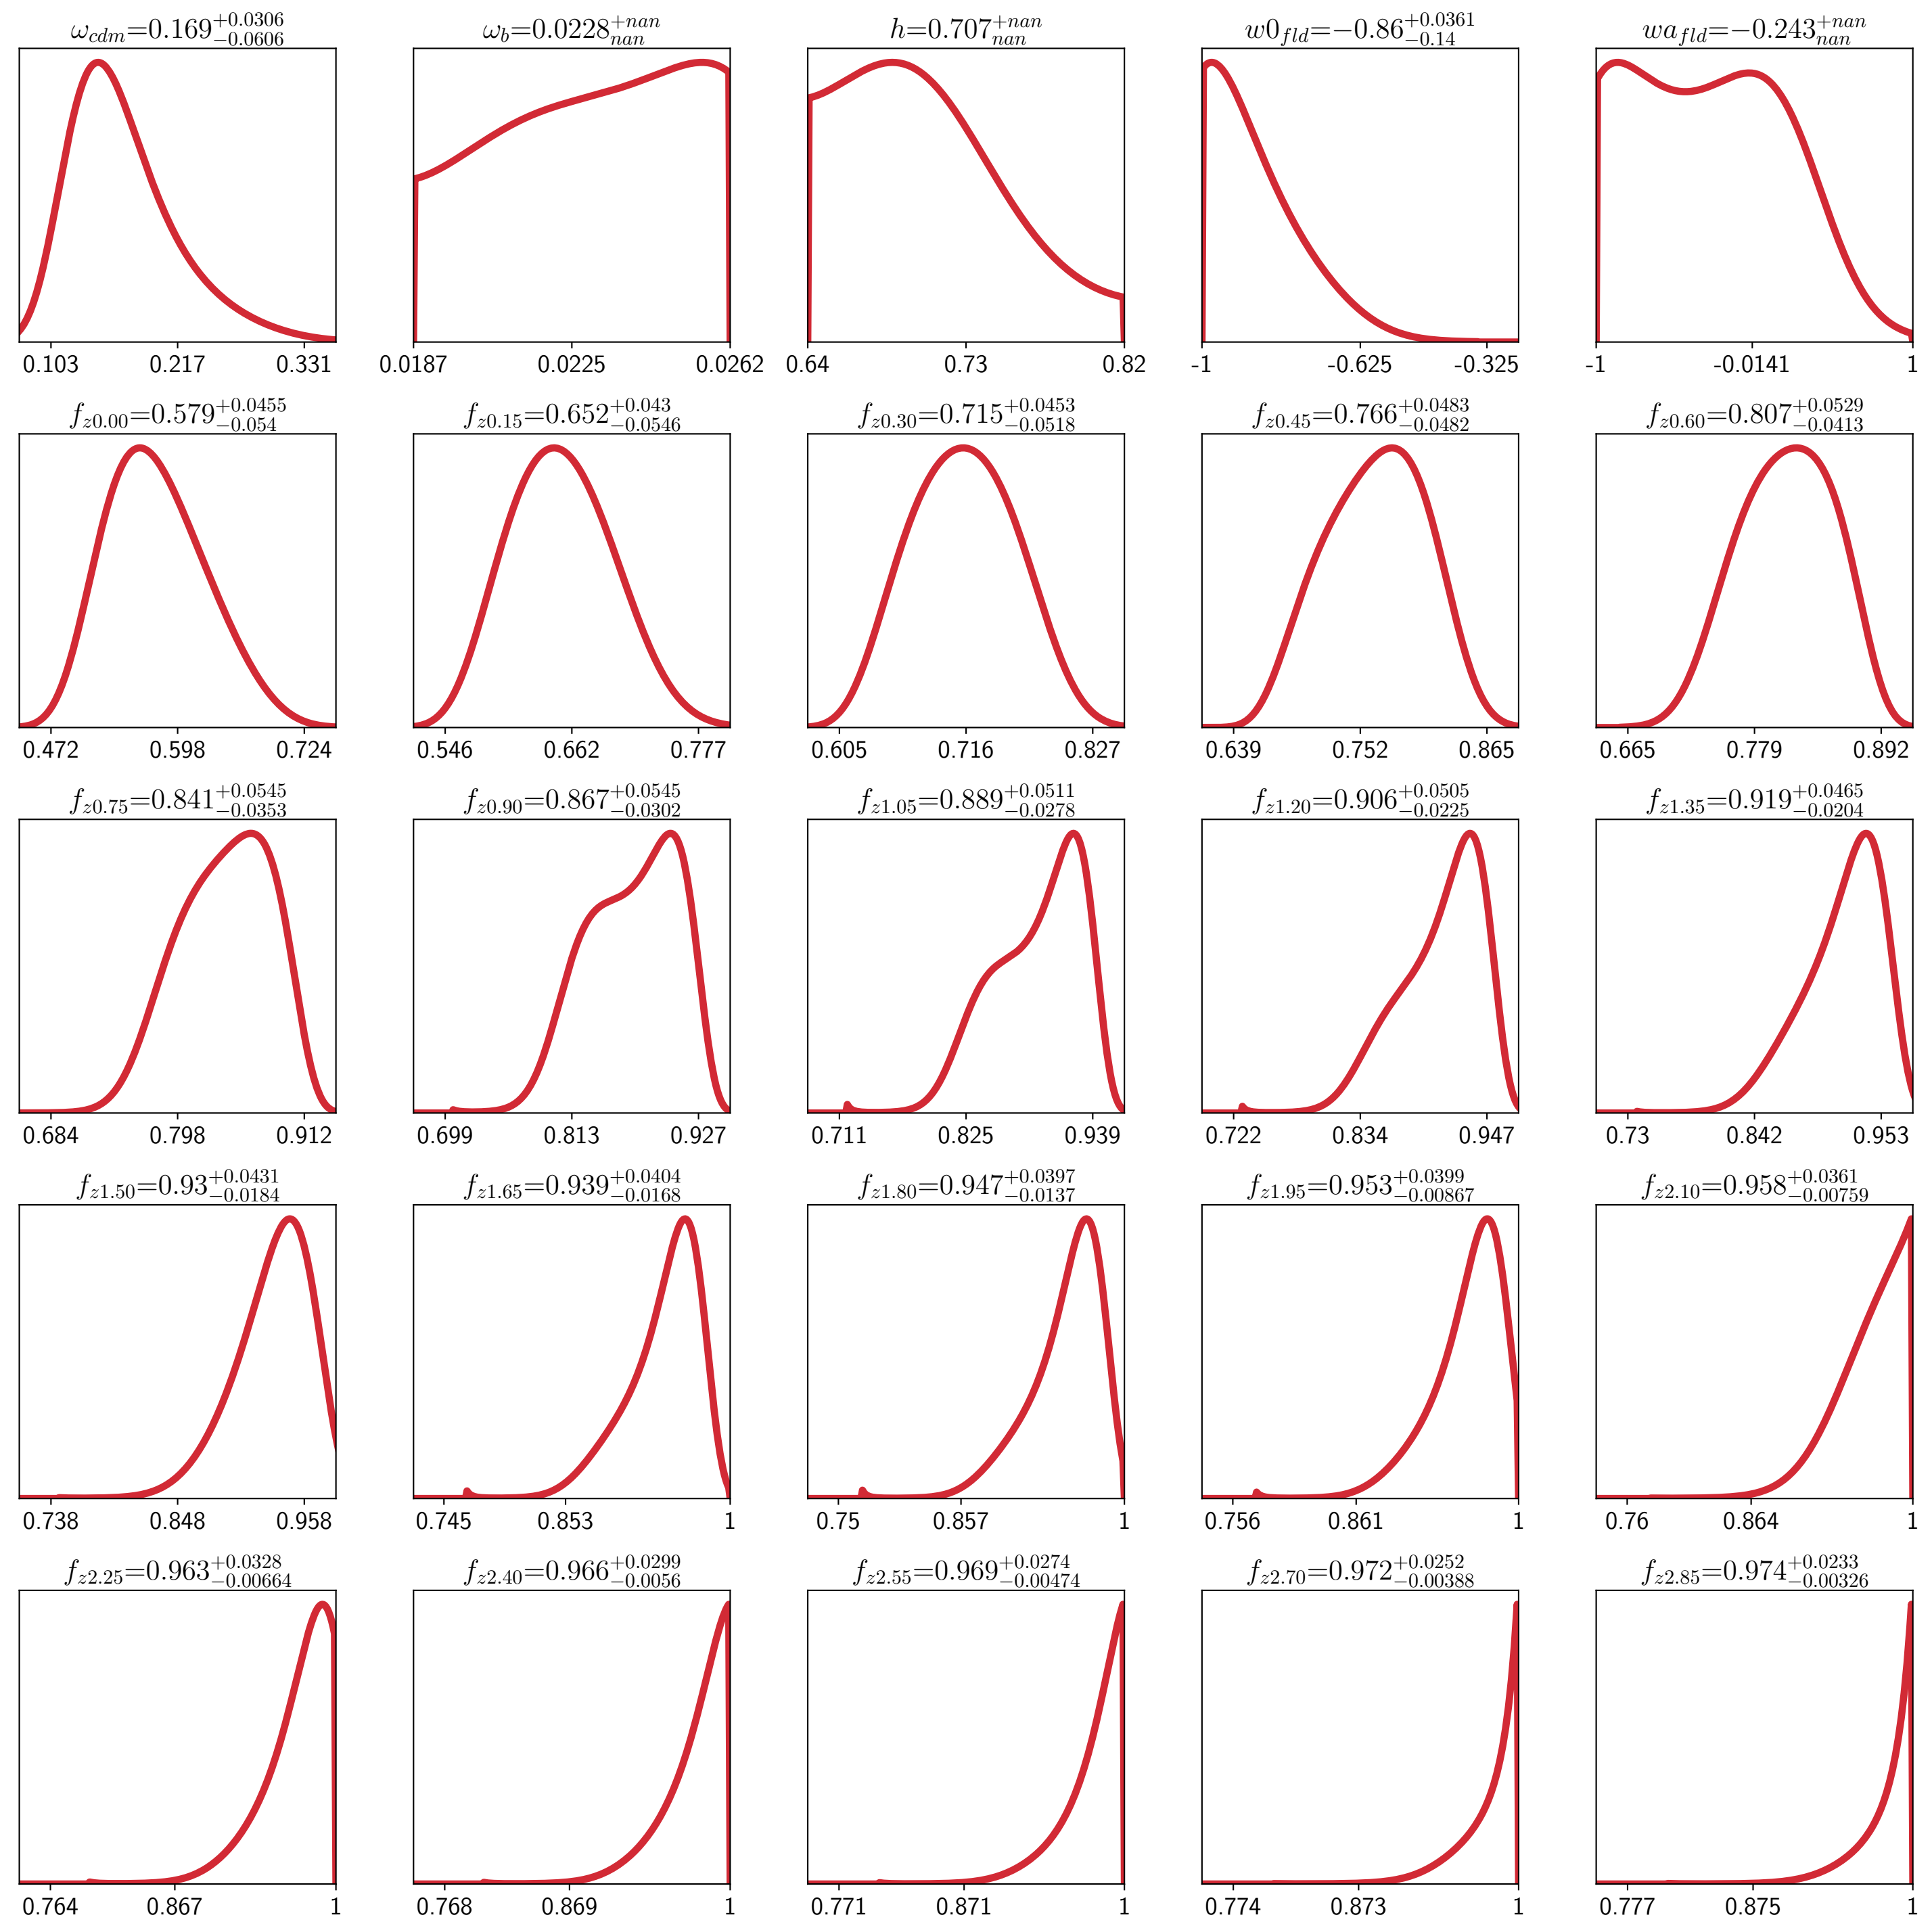 ω_cdm=0.169^{+0.0306}_{−0.0606} ω_b=0.0228^{+nan}_{nan} h=0.707^{+nan}_{nan} w0_fld=−0.86^{+0.0361}_{−0.14} wa_fld=−0.243^{+nan}_{nan}
0.103 0.217 0.331 0.0187 0.0225 0.0262 0.64 0.73 0.82 -1 -0.625 -0.325 -1 -0.0141 1
f_z0.00=0.579^{+0.0455}_{−0.054} f_z0.15=0.652^{+0.043}_{−0.0546} f_z0.30=0.715^{+0.0453}_{−0.0518} f_z0.45=0.766^{+0.0483}_{−0.0482} f_z0.60=0.807^{+0.0529}_{−0.0413}
0.472 0.598 0.724 0.546 0.662 0.777 0.605 0.716 0.827 0.639 0.752 0.865 0.665 0.779 0.892
f_z0.75=0.841^{+0.0545}_{−0.0353} f_z0.90=0.867^{+0.0545}_{−0.0302} f_z1.05=0.889^{+0.0511}_{−0.0278} f_z1.20=0.906^{+0.0505}_{−0.0225} f_z1.35=0.919^{+0.0465}_{−0.0204}
0.684 0.798 0.912 0.699 0.813 0.927 0.711 0.825 0.939 0.722 0.834 0.947 0.73 0.842 0.953
f_z1.50=0.93^{+0.0431}_{−0.0184} f_z1.65=0.939^{+0.0404}_{−0.0168} f_z1.80=0.947^{+0.0397}_{−0.0137} f_z1.95=0.953^{+0.0399}_{−0.00867} f_z2.10=0.958^{+0.0361}_{−0.00759}
0.738 0.848 0.958 0.745 0.853 1 0.75 0.857 1 0.756 0.861 1 0.76 0.864 1
f_z2.25=0.963^{+0.0328}_{−0.00664} f_z2.40=0.966^{+0.0299}_{−0.0056} f_z2.55=0.969^{+0.0274}_{−0.00474} f_z2.70=0.972^{+0.0252}_{−0.00388} f_z2.85=0.974^{+0.0233}_{−0.00326}
0.764 0.867 1 0.768 0.869 1 0.771 0.871 1 0.774 0.873 1 0.777 0.875 1